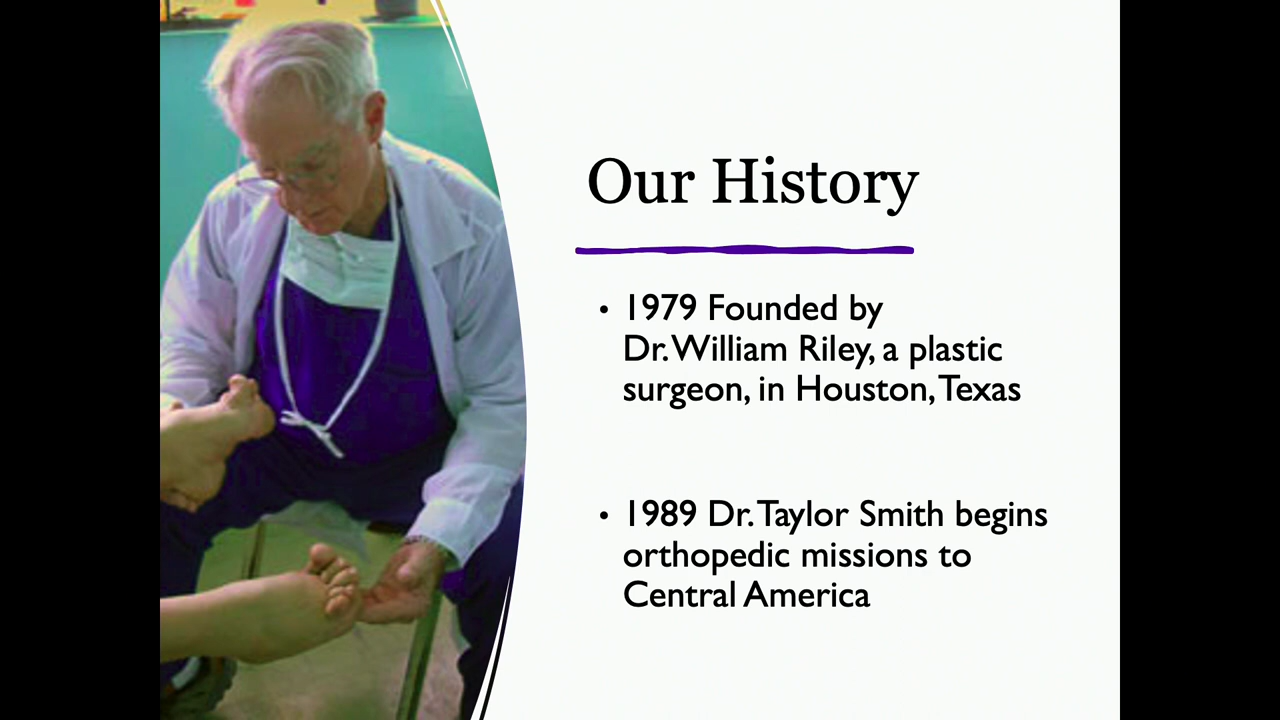 Our History
• 1979 Founded by
Dr. William Riley, a plastic
surgeon, in Houston, Texas
• 1989 Dr. Taylor Smith begins
orthopedic missions to
Central America